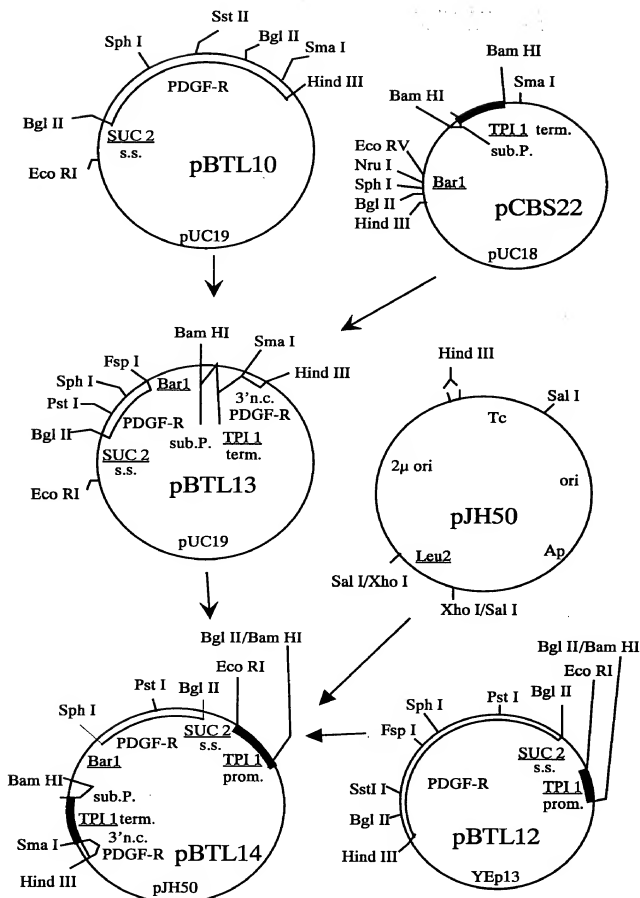 Sst II
Sph I
Bgl II
Sma I
Hind III
PDGF-R
Bgl II
SUC 2
s.s.
Eco RI
pBTL10
pUC19
Bam HI
Sma I
Bam HI
TPI 1 term.
sub.P.
Eco RV
Nru I
Sph I
Bgl II
Hind III
Bar1
pCBS22
pUC18
Bam HI
Sma I
Fsp I
Bar1
Hind III
Sph I
Pst I
3'n.c.
PDGF-R
PDGF-R
Bgl II
sub.P.
TPI 1
term.
SUC 2
s.s.
Eco RI
pBTL13
pUC19
Hind III
Sal I
Tc
2μ ori
ori
pJH50
Leu2
Ap
Sal I/Xho I
Xho I/Sal I
Bgl II/Bam HI
Eco RI
Pst I
Bgl II
Sph I
SUC 2
s.s.
PDGF-R
Bar1
TPI 1
prom.
Bam HI
sub.P.
TPI 1 term.
3'n.c.
Sma I
PDGF-R
Hind III
pBTL14
pJH50
Bgl II/Bam HI
Eco RI
Pst I
Bgl II
Sph I
Fsp I
SUC 2
s.s.
PDGF-R
TPI 1
prom.
SstI I
Bgl II
Hind III
pBTL12
YEp13